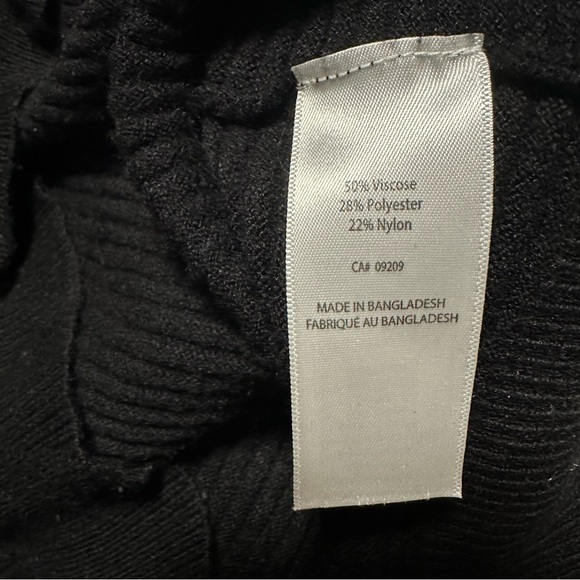 50% Viscose
28% Polyester
22% Nylon
CA# 09209
MADE IN BANGLADESH
FABRIQUÉ AU BANGLADESH